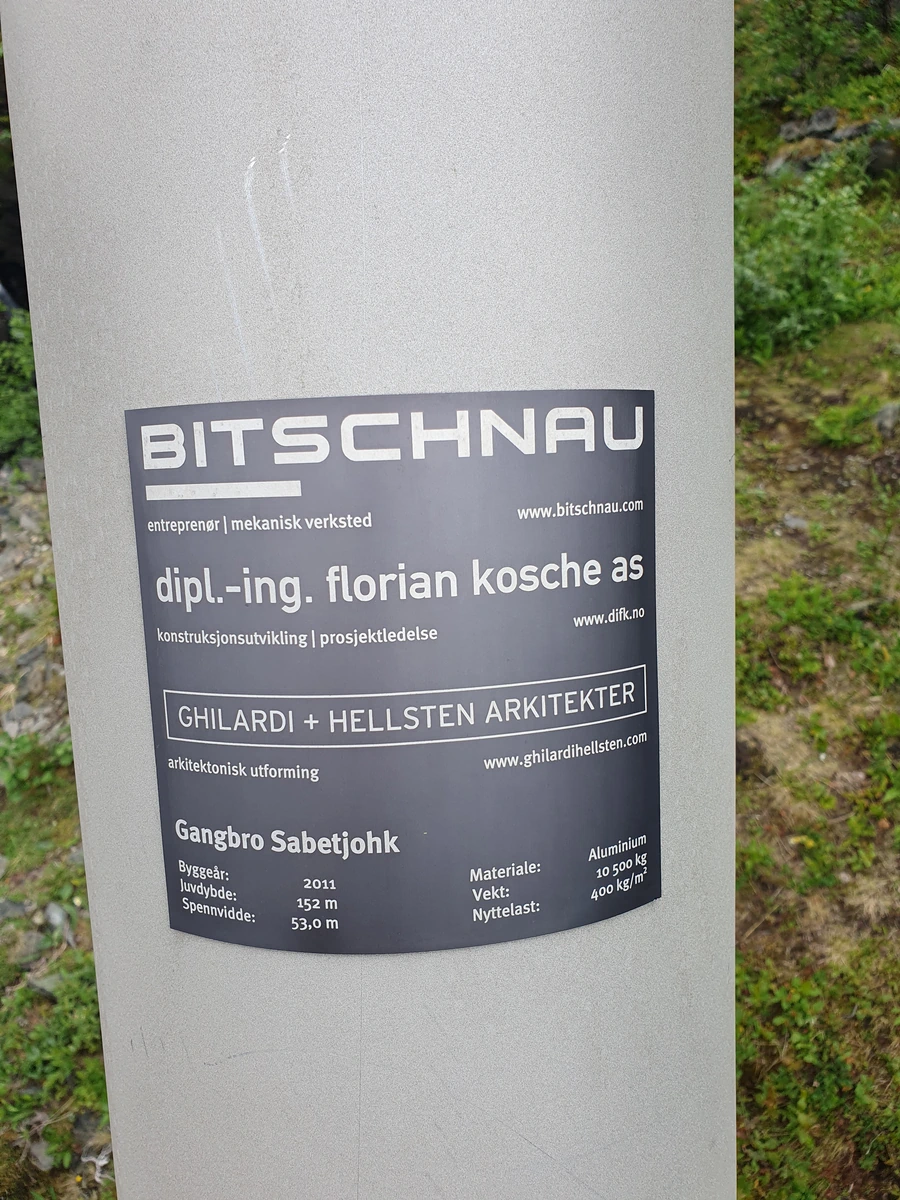 BITSCHNAU
entreprenør | mekanisk verksted www.bitschnau.com
dipl.-ing. florian kosche as
konstruksjonsutvikling | prosjektledelse www.difk.no
GHILARDI + HELLSTEN ARKITEKTER
arkitektonisk utforming www.ghilardihellsten.com
Gangbro Sabetjohk
Byggeår: 2011 Materiale: Aluminium
Juvdybde: 152 m Vekt: 10 500 kg
Spennvidde: 53,0 m Nyttelast: 400 kg/m²